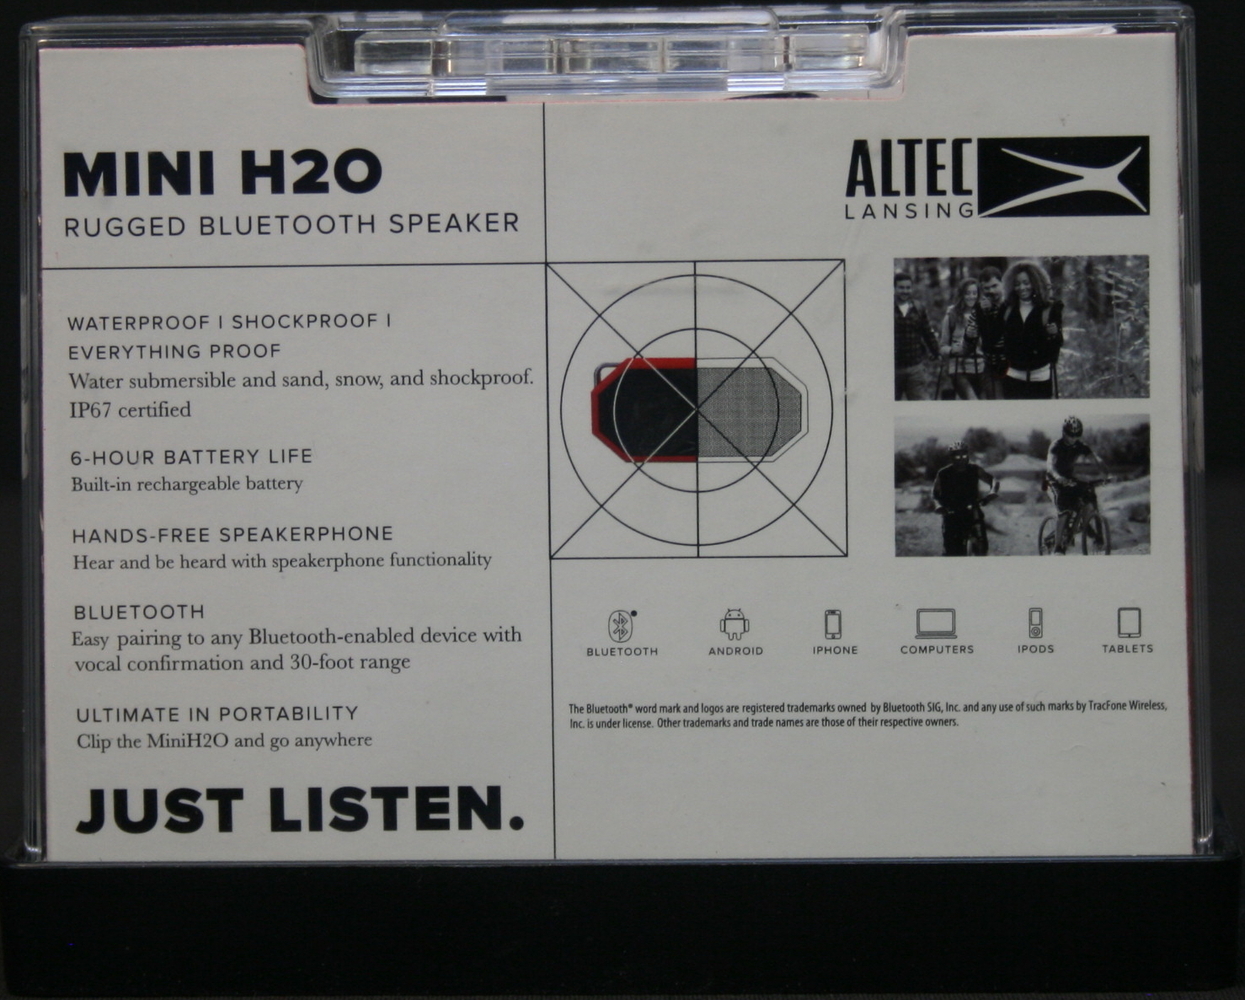 MINI H2O
RUGGED BLUETOOTH SPEAKER
WATERPROOF I SHOCKPROOF I
EVERYTHING PROOF
Water submersible and sand, snow, and shockproof.
IP67 certified
6-HOUR BATTERY LIFE
Built-in rechargeable battery
HANDS-FREE SPEAKERPHONE
Hear and be heard with speakerphone functionality
BLUETOOTH
Easy pairing to any Bluetooth-enabled device with
vocal confirmation and 30-foot range
ULTIMATE IN PORTABILITY
Clip the MiniH2O and go anywhere
JUST LISTEN.
ALTEC
LANSING
BLUETOOTH ANDROID IPHONE COMPUTERS IPODS TABLETS
The Bluetooth® word mark and logos are registered trademarks owned by Bluetooth SIG, Inc. and any use of such marks by TracFone Wireless,
Inc. is under license. Other trademarks and trade names are those of their respective owners.